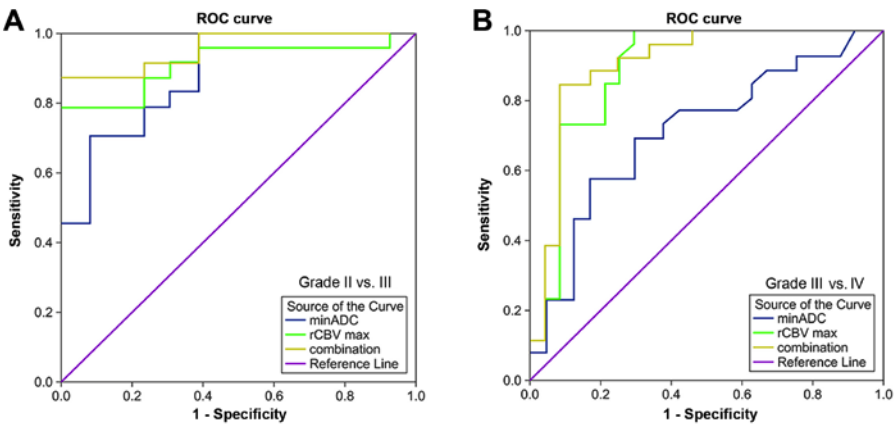 A
ROC curve
1.0
0.8
0.6
0.4
0.2
0.0
Sensitivity
0.0
0.2
0.4
0.6
0.8
1.0
1 - Specificity
Grade II vs. III
Source of the Curve
minADC
rCBV max
combination
Reference Line
B
ROC curve
1.0
0.8
0.6
0.4
0.2
0.0
Sensitivity
0.0
0.2
0.4
0.6
0.8
1.0
1 - Specificity
Grade III vs. IV
Source of the Curve
minADC
rCBV max
combination
Reference Line